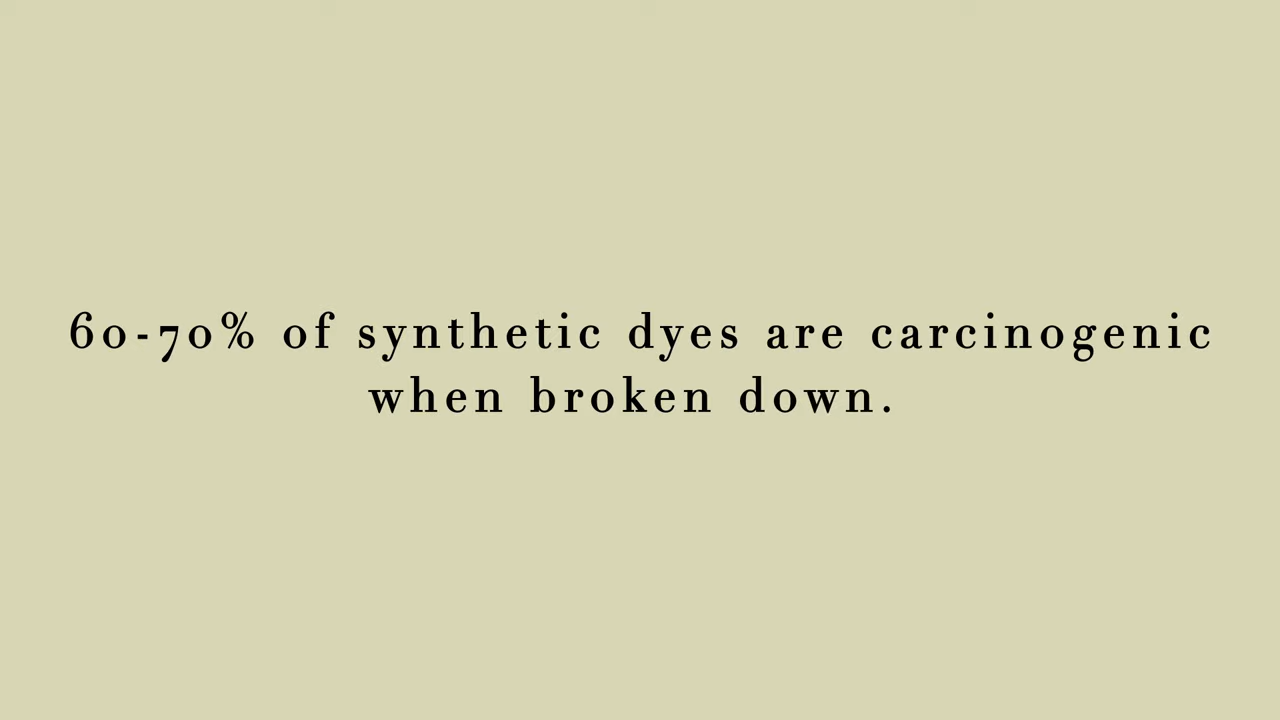 60-70% of synthetic dyes are carcinogenic
when broken down.